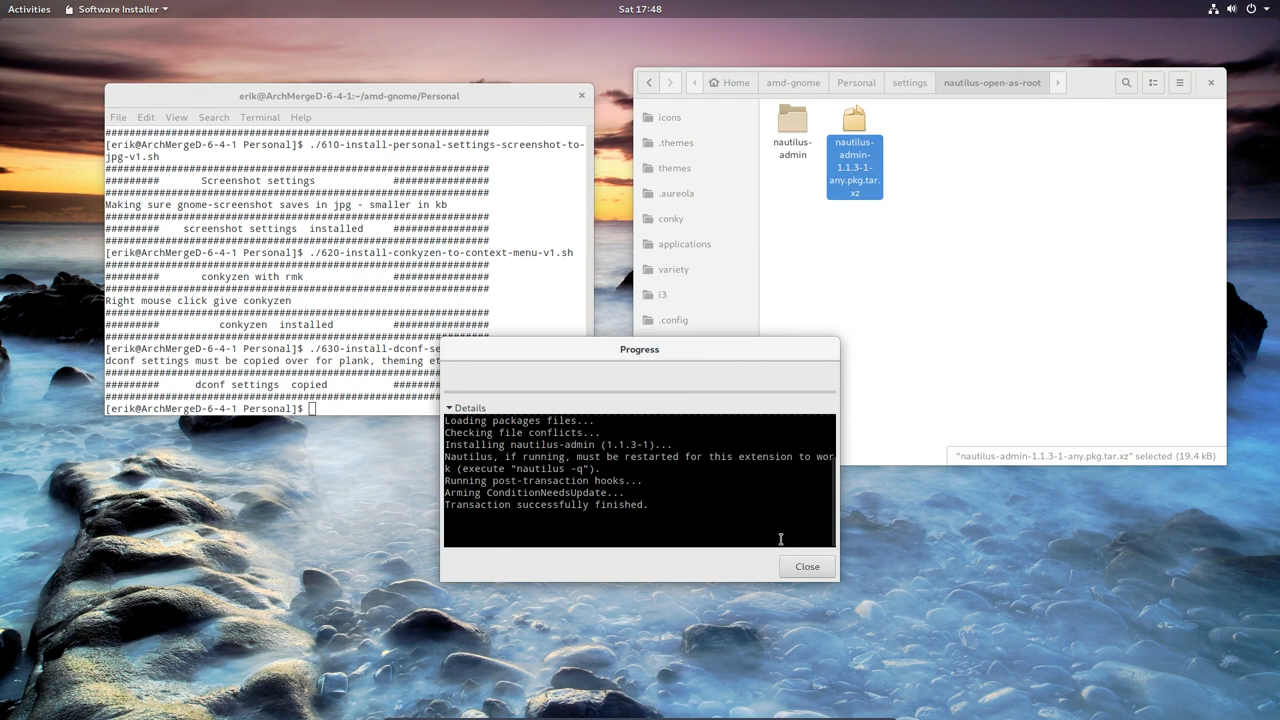 Activities
Software Installer
Sat 17:48
erik@ArchMergeD-6-4-1:~/amd-gnome/Personal
File Edit View Search Terminal Help
################################################################
[erik@ArchMergeD-6-4-1 Personal]$ ./610-install-personal-settings-screenshot-to-
jpg-v1.sh
################################################################
######### Screenshot settings ################
################################################################
Making sure gnome-screenshot saves in jpg - smaller in kb
################################################################
######### screenshot settings installed ################
################################################################
[erik@ArchMergeD-6-4-1 Personal]$ ./620-install-conkyzen-to-context-menu-v1.sh
################################################################
######### conkyzen with rmk ################
################################################################
Right mouse click give conkyzen
################################################################
######### conkyzen installed ################
################################################################
[erik@ArchMergeD-6-4-1 Personal]$ ./630-install-dconf-se
dconf settings must be copied over for plank, theming et
########################################################
######### dconf settings copied ########
########################################################
[erik@ArchMergeD-6-4-1 Personal]$
Home amd-gnome Personal settings nautilus-open-as-root
icons
.themes
themes
.aureola
conky
applications
variety
i3
.config
nautilus-
admin
nautilus-
admin-
1.1.3-1-
any.pkg.tar.
xz
"nautilus-admin-1.1.3-1-any.pkg.tar.xz" selected (19.4 kB)
Progress
Details
Loading packages files...
Checking file conflicts...
Installing nautilus-admin (1.1.3-1)...
Nautilus, if running, must be restarted for this extension to wor
k (execute "nautilus -q").
Running post-transaction hooks...
Arming ConditionNeedsUpdate...
Transaction successfully finished.
Close